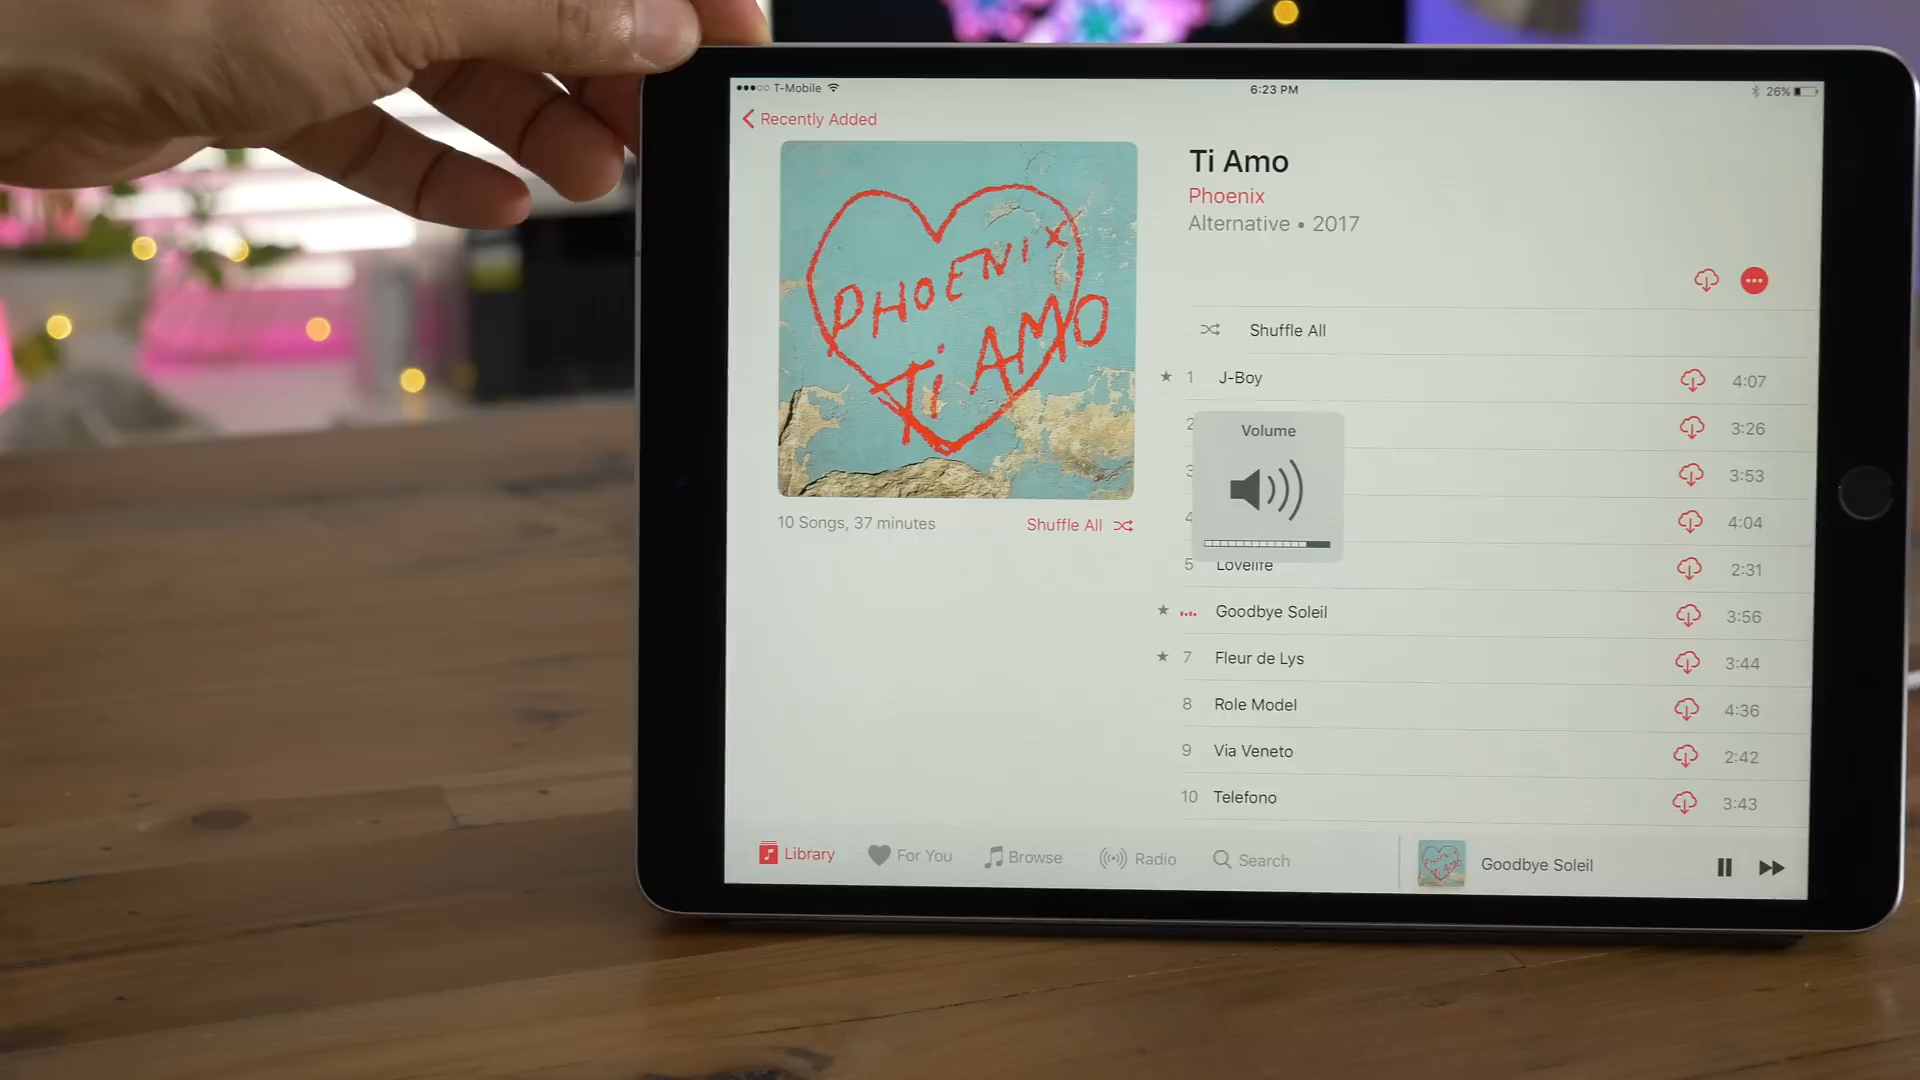 T-Mobile
6:23 PM
26%
Recently Added
PHOENIX
Ti AMO
10 Songs, 37 minutes
Shuffle All
Ti Amo
Phoenix
Alternative • 2017
Shuffle All
★ 1 J-Boy 4:07
2 3:26
3 3:53
4 4:04
Volume
5 Lovelife 2:31
★ Goodbye Soleil 3:56
★ 7 Fleur de Lys 3:44
8 Role Model 4:36
9 Via Veneto 2:42
10 Telefono 3:43
Library
For You
Browse
Radio
Search
PHOENIX
Ti AMO
Goodbye Soleil